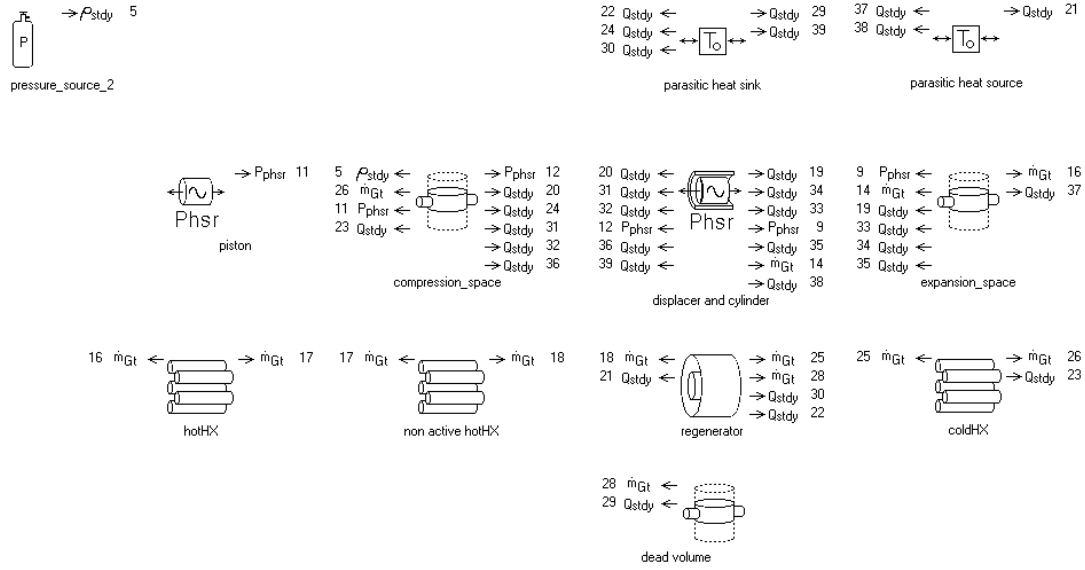 P → ρstdy 5
pressure_source_2
22 Qstdy ← → Qstdy 29
24 Qstdy ← To → Qstdy 39
30 Qstdy ←
parasitic heat sink
37 Qstdy ← → Qstdy 21
38 Qstdy ← To
parasitic heat source
→ Pphsr 11
Phsr
piston
5 ρstdy ← → Pphsr 12
26 ṁGt ← → Qstdy 20
11 Pphsr ← → Qstdy 24
23 Qstdy ← → Qstdy 31
→ Qstdy 32
→ Qstdy 36
compression_space
20 Qstdy ← → Qstdy 19
31 Qstdy ← → Qstdy 34
32 Qstdy ← → Qstdy 33
12 Pphsr ← Phsr → Pphsr 9
36 Qstdy ← → Qstdy 35
39 Qstdy ← → ṁGt 14
→ Qstdy 38
displacer and cylinder
9 Pphsr ← → ṁGt 16
14 ṁGt ← → Qstdy 37
19 Qstdy ←
33 Qstdy ←
34 Qstdy ←
35 Qstdy ←
expansion_space
16 ṁGt ← → ṁGt 17
hotHX
17 ṁGt ← → ṁGt 18
non active hotHX
18 ṁGt ← → ṁGt 25
21 Qstdy ← → ṁGt 28
→ Qstdy 30
→ Qstdy 22
regenerator
25 ṁGt ← → ṁGt 26
→ Qstdy 23
coldHX
28 ṁGt ←
29 Qstdy ←
dead volume